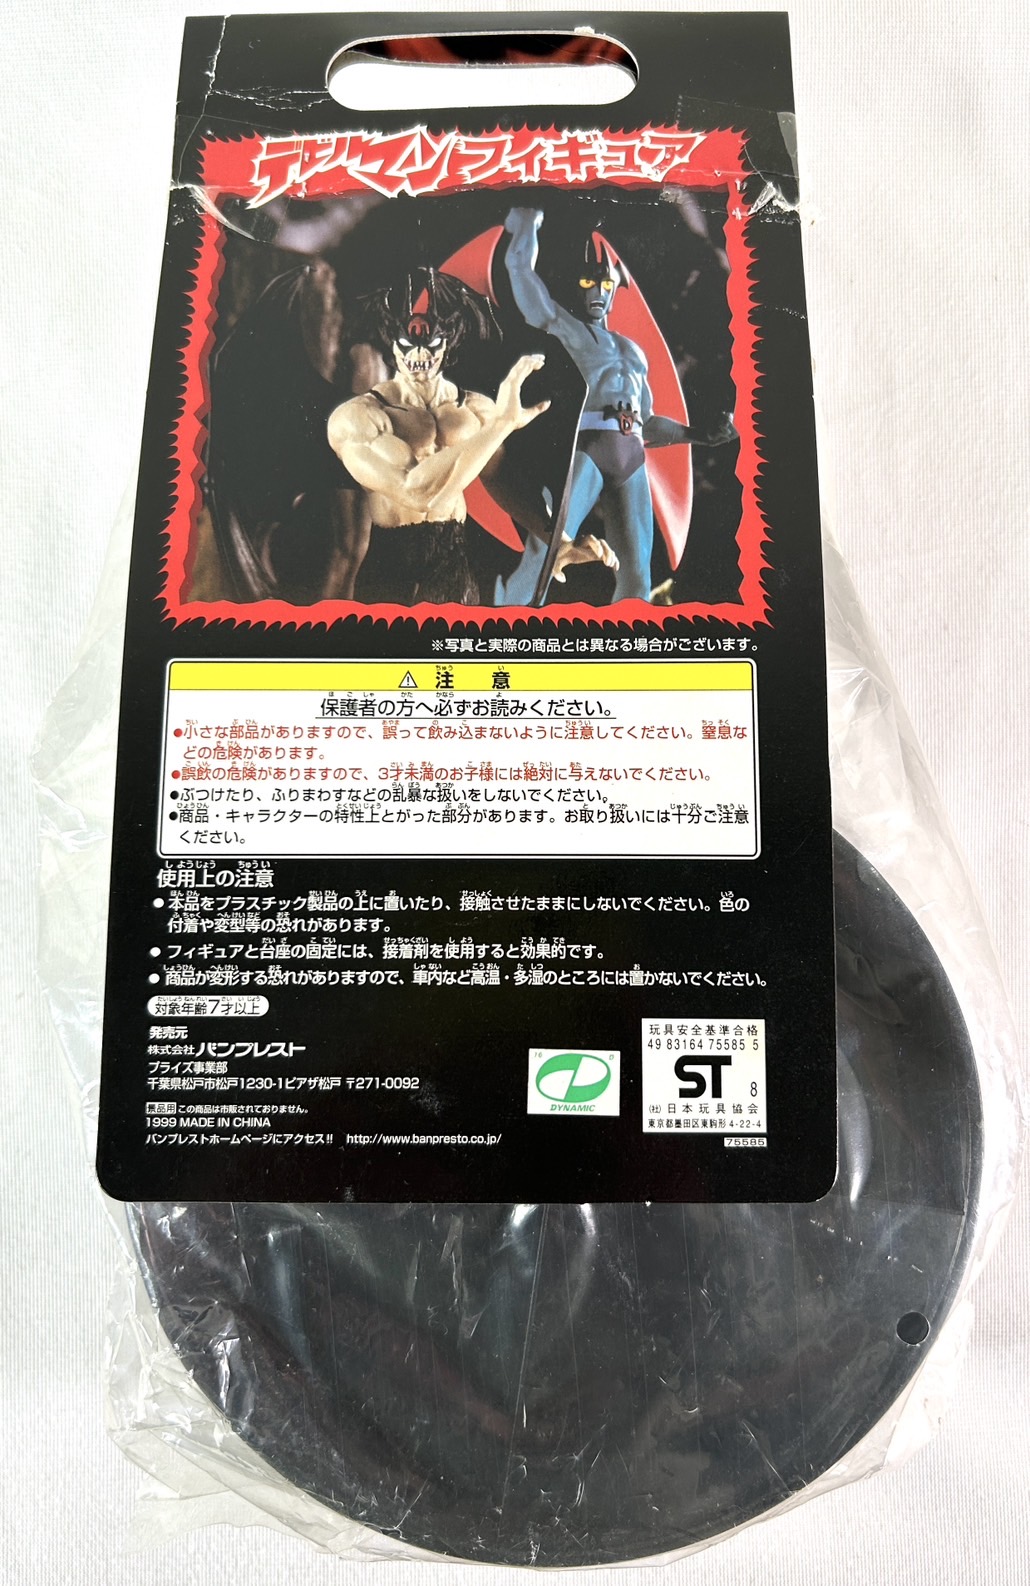 デビルマンフィギュア
※写真と実際の商品とは異なる場合がございます。
⚠ 注意
保護者の方へ必ずお読みください。
●小さな部品がありますので、誤って飲み込まないように注意してください。窒息な
どの危険があります。
●誤飲の危険がありますので、3才未満のお子様には絶対に与えないでください。
●ぶつけたり、ふりまわすなどの乱暴な扱いをしないでください。
●商品・キャラクターの特性上とがった部分があります。お取り扱いには十分ご注意
ください。
使用上の注意
●本品をプラスチック製品の上に置いたり、接触させたままにしないでください。色の
付着や変型等の恐れがあります。
●フィギュアと台座の固定には、接着剤を使用すると効果的です。
●商品が変形する恐れがありますので、車内など高温・多湿のところには置かないでください。
対象年齢7才以上
発売元
株式会社バンプレスト
プライズ事業部
千葉県松戸市松戸1230-1ピアザ松戸 〒271-0092
景品用 この商品は市販されておりません。
1999 MADE IN CHINA
バンプレストホームページにアクセス!! http://www.banpresto.co.jp/
16 D
DYNAMIC
玩具安全基準合格
49 83164 75585 5
ST 8
(社)日本玩具協会
東京都墨田区東駒形4-22-4
75585